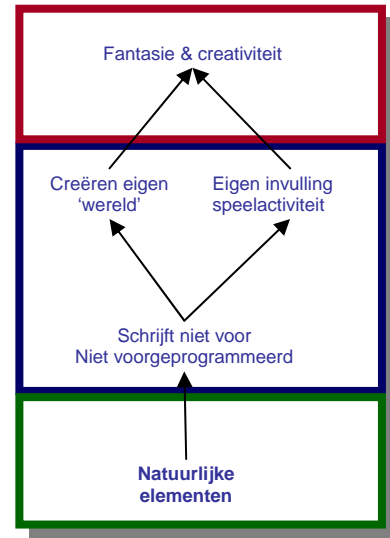 Fantasie & creativiteit
Creëren eigen
‘wereld’
Eigen invulling
speelactiviteit
Schrijft niet voor
Niet voorgeprogrammeerd
Natuurlijke
elementen